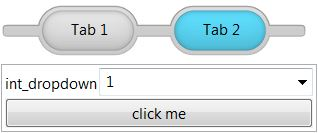 Tab 1 Tab 2
int_dropdown 1
click me